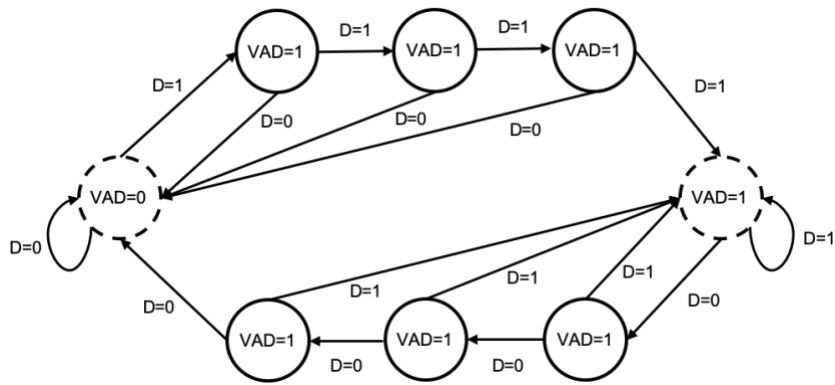 D=1 D=1
VAD=1 VAD=1 VAD=1
D=1 D=1
D=0 D=0 D=0
VAD=0 VAD=1
D=0 D=1
D=1 D=1 D=1
D=0 D=0
VAD=1 VAD=1 VAD=1
D=0 D=0